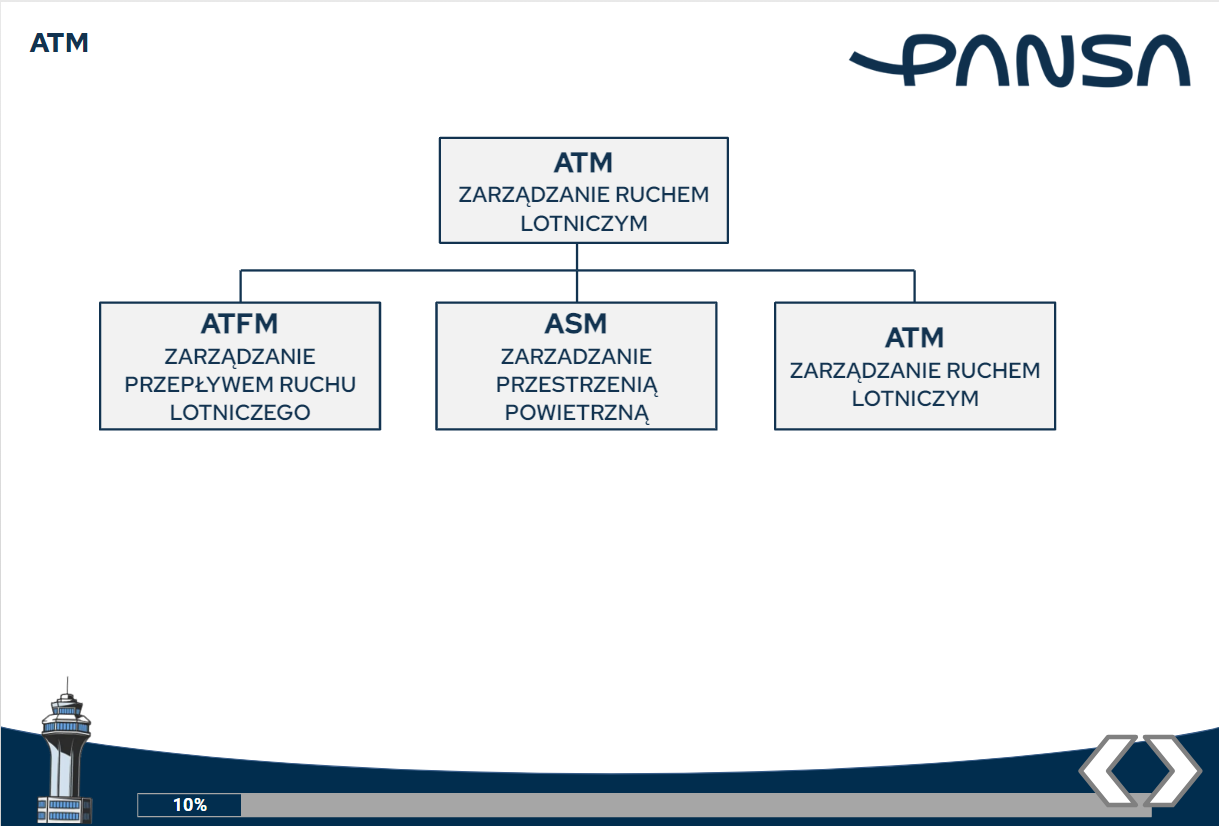 ATM
PANSA
ATM
ZARZĄDZANIE RUCHEM
LOTNICZYM
ATFM
ZARZĄDZANIE
PRZEPŁYWEM RUCHU
LOTNICZEGO
ASM
ZARZADZANIE
PRZESTRZENIĄ
POWIETRZNĄ
ATM
ZARZĄDZANIE RUCHEM
LOTNICZYM
10%